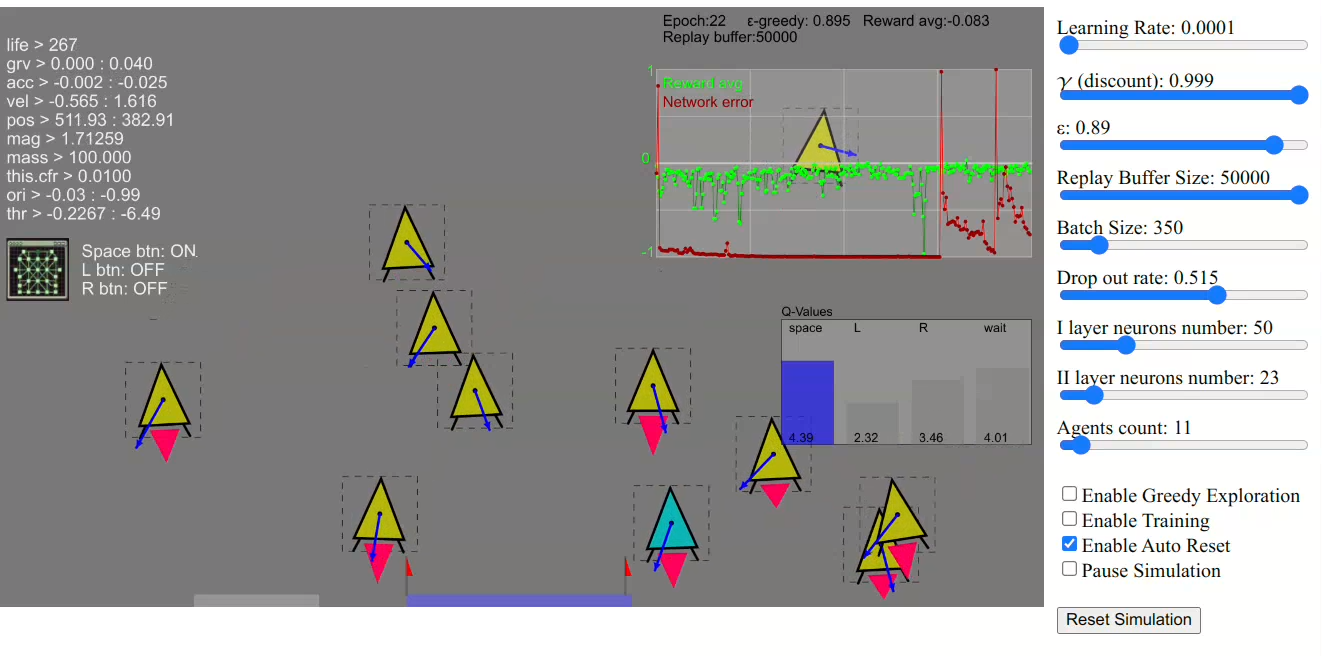 Epoch:22 ε-greedy: 0.895 Reward avg:-0.083
Replay buffer:50000
life > 267
grv > 0.000 : 0.040
acc > -0.002 : -0.025
vel > -0.565 : 1.616
pos > 511.93 : 382.91
mag > 1.71259
mass > 100.000
this.cfr > 0.0100
ori > -0.03 : -0.99
thr > -0.2267 : -6.49
Space btn: ON.
L btn: OFF
R btn: OFF
1
Reward avg
Network error
0
-1
Q-Values
space L R wait
4.39 2.32 3.46 4.01
Learning Rate: 0.0001
γ (discount): 0.999
ε: 0.89
Replay Buffer Size: 50000
Batch Size: 350
Drop out rate: 0.515
I layer neurons number: 50
II layer neurons number: 23
Agents count: 11
Enable Greedy Exploration
Enable Training
Enable Auto Reset
Pause Simulation
Reset Simulation